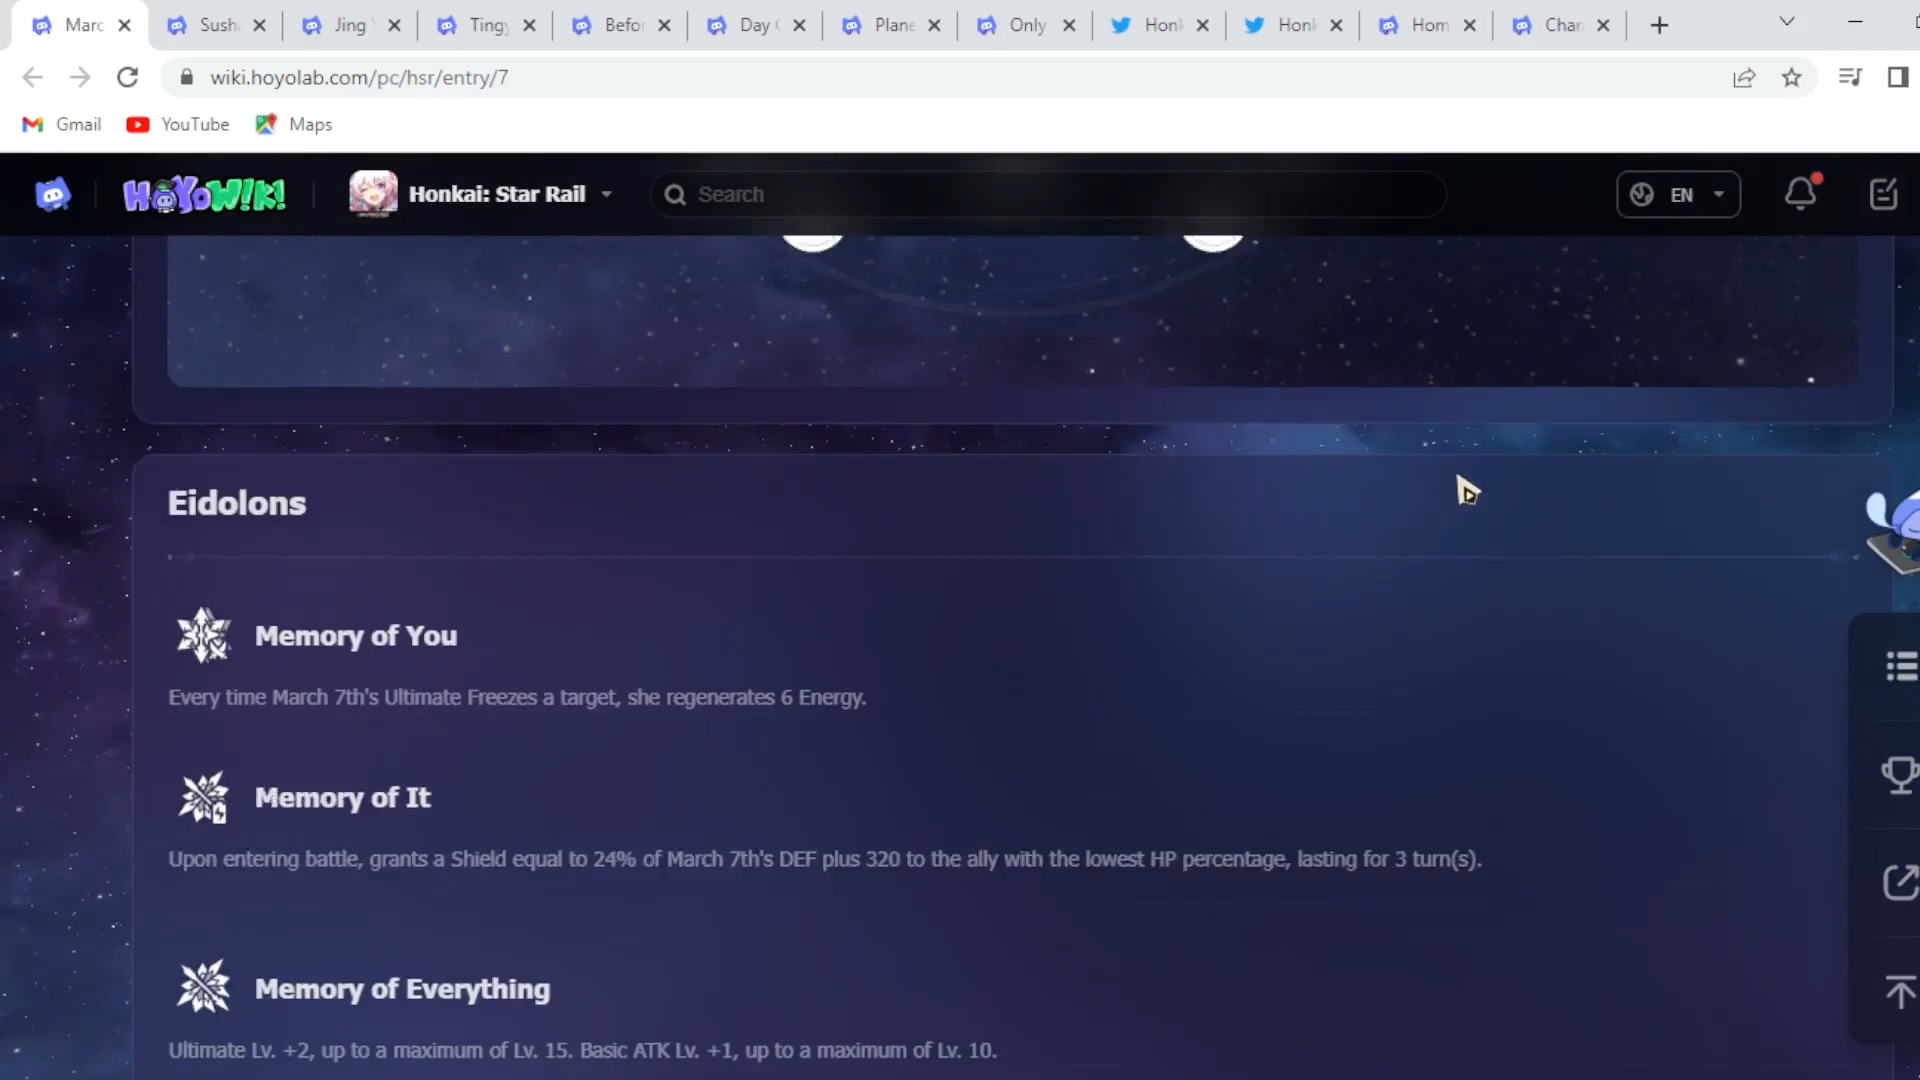 Marc
Sush
Jing
Ting
Befor
Day
Plane
Only
Honk
Honk
Hom
Char
wiki.hoyolab.com/pc/hsr/entry/7
Gmail
YouTube
Maps
HoYoWiKi
Honkai: Star Rail
Search
EN
Eidolons
Memory of You
Every time March 7th's Ultimate Freezes a target, she regenerates 6 Energy.
Memory of It
Upon entering battle, grants a Shield equal to 24% of March 7th's DEF plus 320 to the ally with the lowest HP percentage, lasting for 3 turn(s).
Memory of Everything
Ultimate Lv. +2, up to a maximum of Lv. 15. Basic ATK Lv. +1, up to a maximum of Lv. 10.